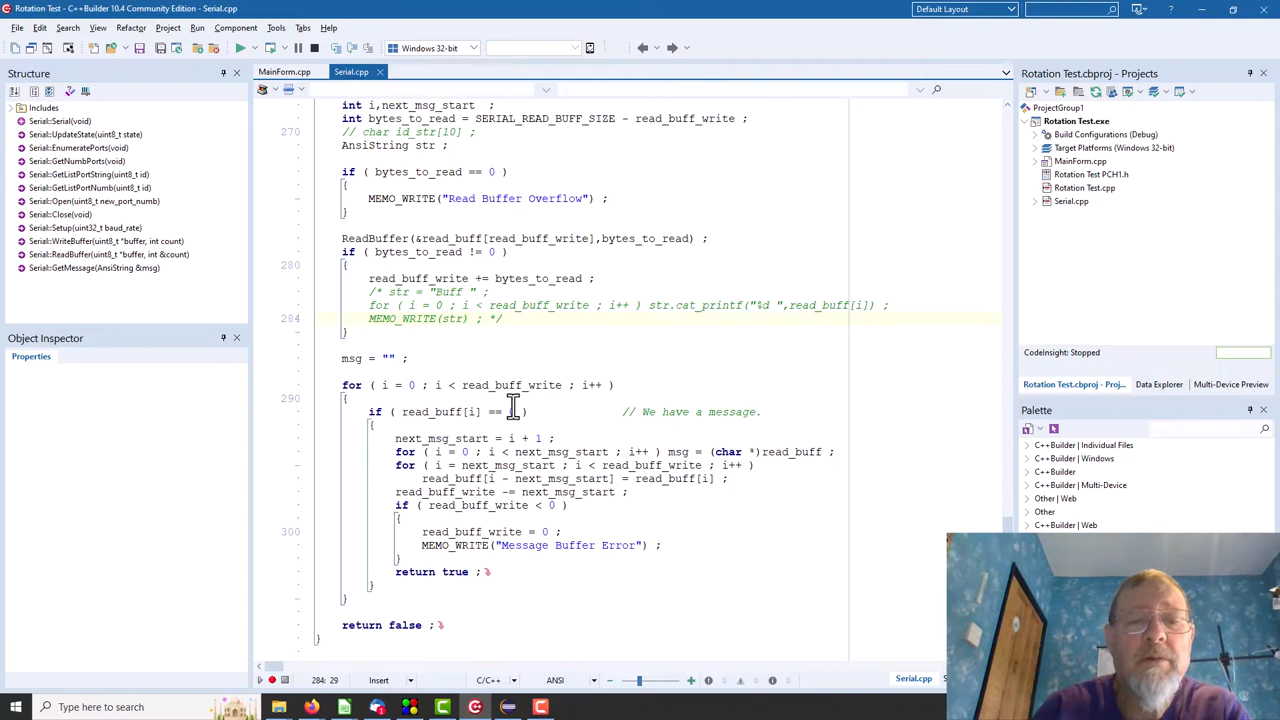 Rotation Test - C++Builder 10.4 Community Edition - Serial.cpp
Default Layout
File Edit Search View Refactor Project Run Component Tools Tabs Help
Windows 32-bit
Structure
MainForm.cpp Serial.cpp
Rotation Test.cbproj - Projects
Includes
Serial::Serial(void)
Serial::UpdateState(uint8_t state)
Serial::EnumeratePorts(void)
Serial::GetNumbPorts(void)
Serial::GetListPortString(uint8_t id)
Serial::GetListPortNumb(uint8_t id)
Serial::Open(uint8_t new_port_numb)
Serial::Close(void)
Serial::Setup(uint32_t baud_rate)
Serial::WriteBuffer(uint8_t *buffer, int count)
Serial::ReadBuffer(uint8_t *buffer, int &count)
Serial::GetMessage(AnsiString &msg)
Object Inspector
Properties
int i,next_msg_start ;
int bytes_to_read = SERIAL_READ_BUFF_SIZE - read_buff_write ;
270 // char id_str[10] ;
AnsiString str ;
if ( bytes_to_read == 0 )
{
MEMO_WRITE("Read Buffer Overflow") ;
}
ReadBuffer(&read_buff[read_buff_write],bytes_to_read) ;
if ( bytes_to_read != 0 )
280 {
read_buff_write += bytes_to_read ;
/* str = "Buff " ;
for ( i = 0 ; i < read_buff_write ; i++ ) str.cat_printf("%d ",read_buff[i]) ;
284 MEMO_WRITE(str) ; */
}
msg = "" ;
for ( i = 0 ; i < read_buff_write ; i++ )
290 {
if ( read_buff[i] == ) // We have a message.
{
next_msg_start = i + 1 ;
for ( i = 0 ; i < next_msg_start ; i++ ) msg = (char *)read_buff ;
for ( i = next_msg_start ; i < read_buff_write ; i++ )
read_buff[i - next_msg_start] = read_buff[i] ;
read_buff_write -= next_msg_start ;
if ( read_buff_write < 0 )
{
300 read_buff_write = 0 ;
MEMO_WRITE("Message Buffer Error") ;
}
return true ;
}
}
return false ;
}
284: 29 Insert C/C++ ANSI 0 0 0 Serial.cpp
ProjectGroup1
Rotation Test.exe
Build Configurations (Debug)
Target Platforms (Windows 32-bit)
MainForm.cpp
Rotation Test PCH1.h
Rotation Test.cpp
Serial.cpp
CodeInsight: Stopped
Rotation Test.cbproj - Proj... Data Explorer Multi-Device Preview
Palette
C++Builder | Individual Files
C++Builder | Windows
C++Builder
C++Builder | Multi-Device
Other | Web
Other
C++Builder | Web
Type here to search